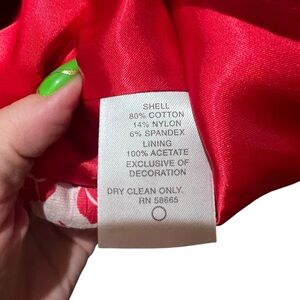 SHELL
80% COTTON
14% NYLON
6% SPANDEX
LINING
100% ACETATE
EXCLUSIVE OF
DECORATION
DRY CLEAN ONLY.
RN 58665